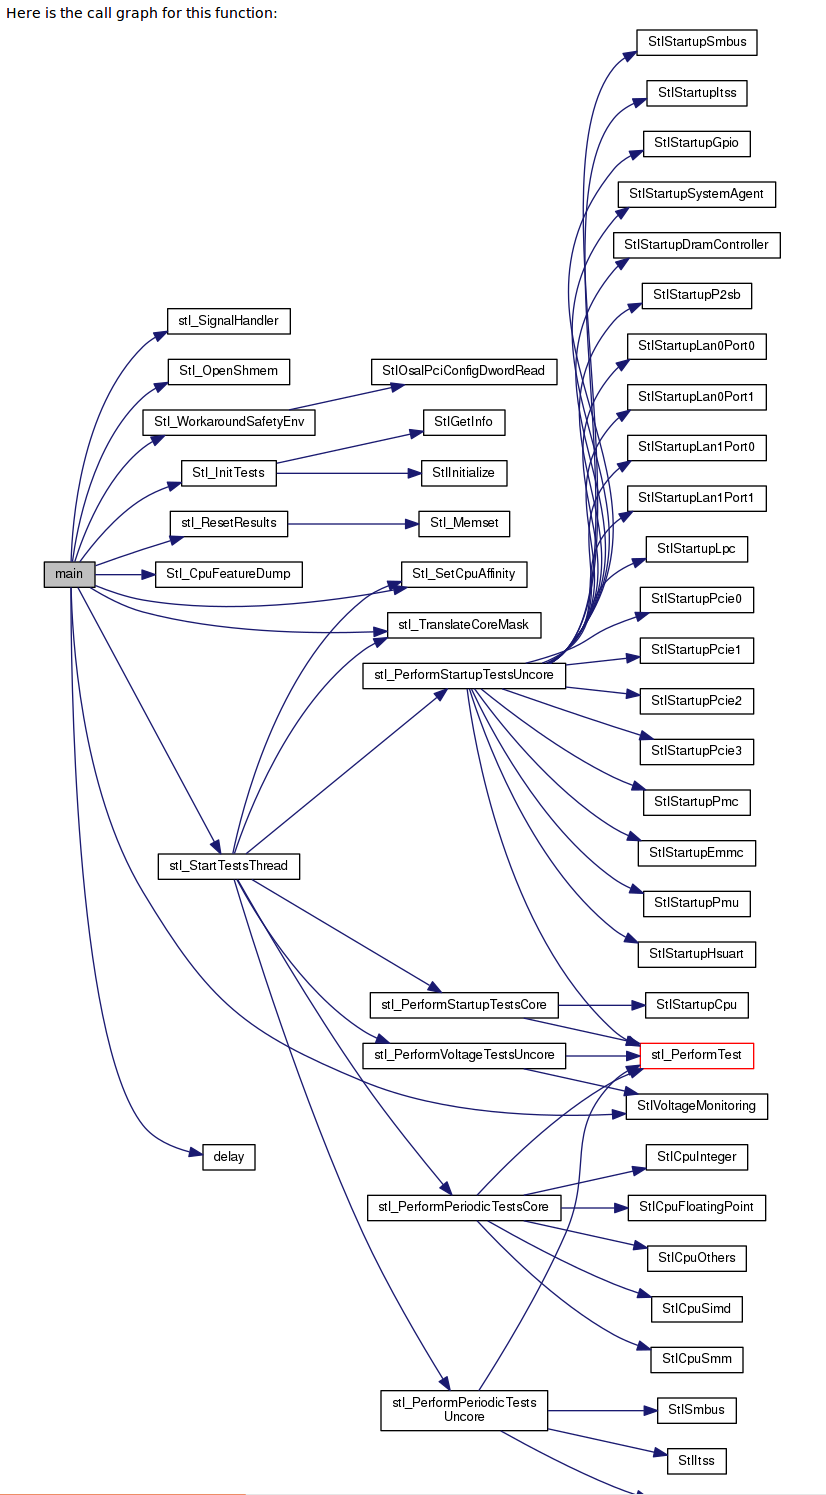 Here is the call graph for this function:
StlStartupSmbus
StlStartupItss
StlStartupGpio
StlStartupSystemAgent
StlStartupDramController
StlStartupP2sb
stl_SignalHandler
StlStartupLan0Port0
Stl_OpenShmem
StlOsalPciConfigDwordRead
StlStartupLan0Port1
Stl_WorkaroundSafetyEnv
StlGetInfo
StlStartupLan1Port0
Stl_InitTests
StlInitialize
StlStartupLan1Port1
stl_ResetResults
Stl_Memset
StlStartupLpc
main
Stl_CpuFeatureDump
Stl_SetCpuAffinity
StlStartupPcie0
stl_TranslateCoreMask
StlStartupPcie1
stl_PerformStartupTestsUncore
StlStartupPcie2
StlStartupPcie3
StlStartupPmc
StlStartupEmmc
stl_StartTestsThread
StlStartupPmu
StlStartupHsuart
stl_PerformStartupTestsCore
StlStartupCpu
stl_PerformVoltageTestsUncore
stl_PerformTest
StlVoltageMonitoring
delay
StlCpuInteger
stl_PerformPeriodicTestsCore
StlCpuFloatingPoint
StlCpuOthers
StlCpuSimd
StlCpuSmm
stl_PerformPeriodicTests
Uncore
StlSmbus
StlItss